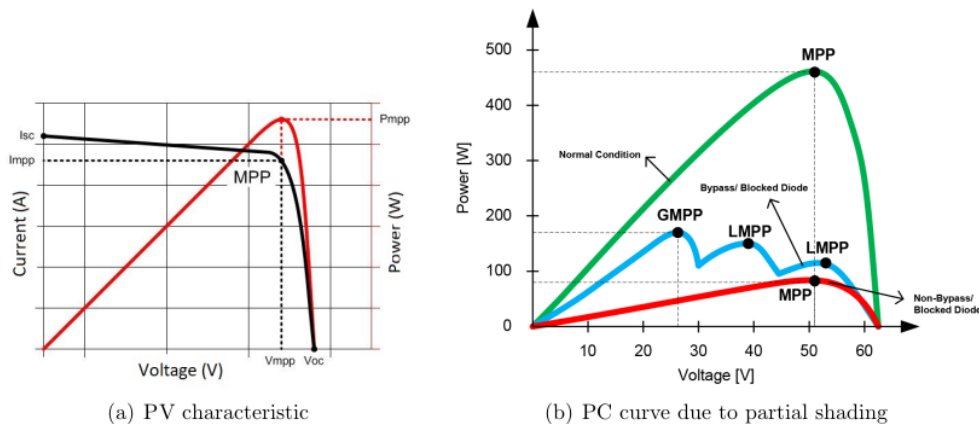 Isc
Impp
MPP
Pmpp
Current (A)
Power (W)
Vmpp
Voc
Voltage (V)
(a) PV characteristic
500
400
300
200
100
0
Power [W]
MPP
Normal Condition
Bypass/ Blocked Diode
GMPP
LMPP
LMPP
MPP
Non-Bypass/
Blocked Diode
10
20
30
40
50
60
Voltage [V]
(b) PC curve due to partial shading